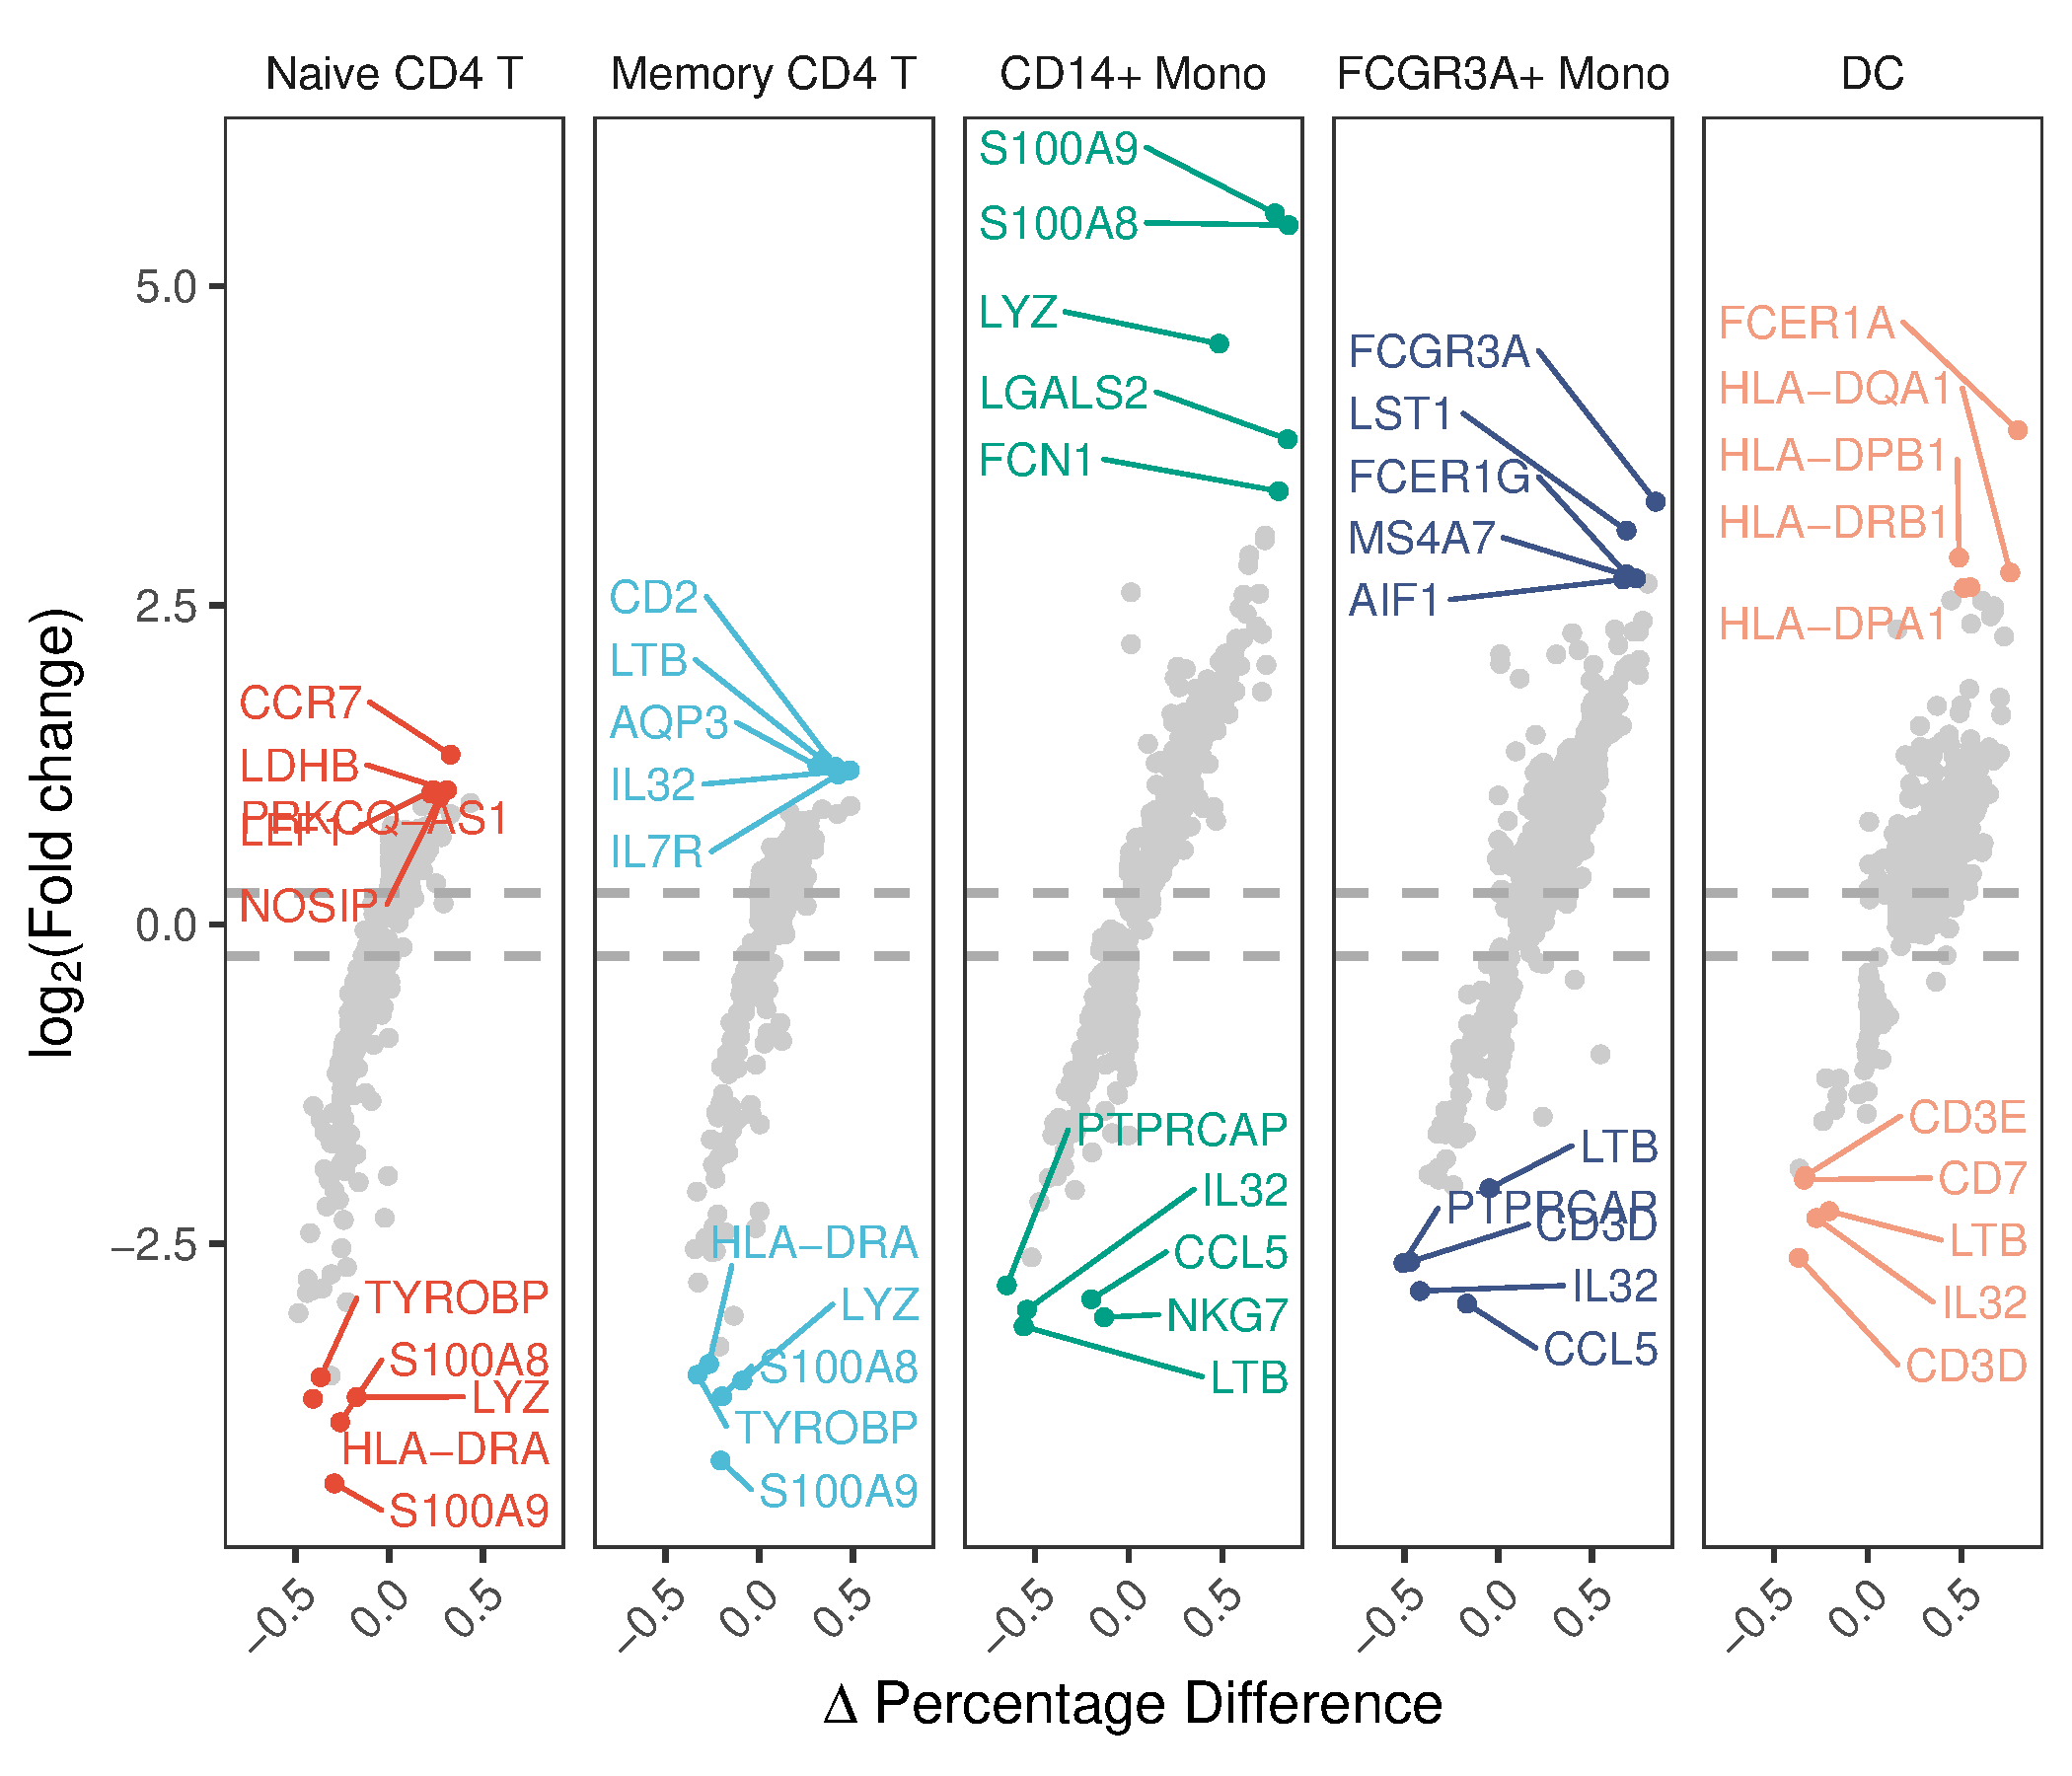 Naive CD4 T
Memory CD4 T
CD14+ Mono
FCGR3A+ Mono
DC
log2(Fold change)
5.0
2.5
0.0
−2.5
CCR7
LDHB
PRKCQ−AS1
LEF1
NOSIP
TYROBP
S100A8
LYZ
HLA−DRA
S100A9
CD2
LTB
AQP3
IL32
IL7R
HLA−DRA
LYZ
S100A8
TYROBP
S100A9
S100A9
S100A8
LYZ
LGALS2
FCN1
PTPRCAP
IL32
CCL5
NKG7
LTB
FCGR3A
LST1
FCER1G
MS4A7
AIF1
LTB
PTPRCAP
CD3D
IL32
CCL5
FCER1A
HLA−DQA1
HLA−DPB1
HLA−DRB1
HLA−DPA1
CD3E
CD7
LTB
IL32
CD3D
−0.5 0.0 0.5
−0.5 0.0 0.5
−0.5 0.0 0.5
−0.5 0.0 0.5
−0.5 0.0 0.5
Δ Percentage Difference